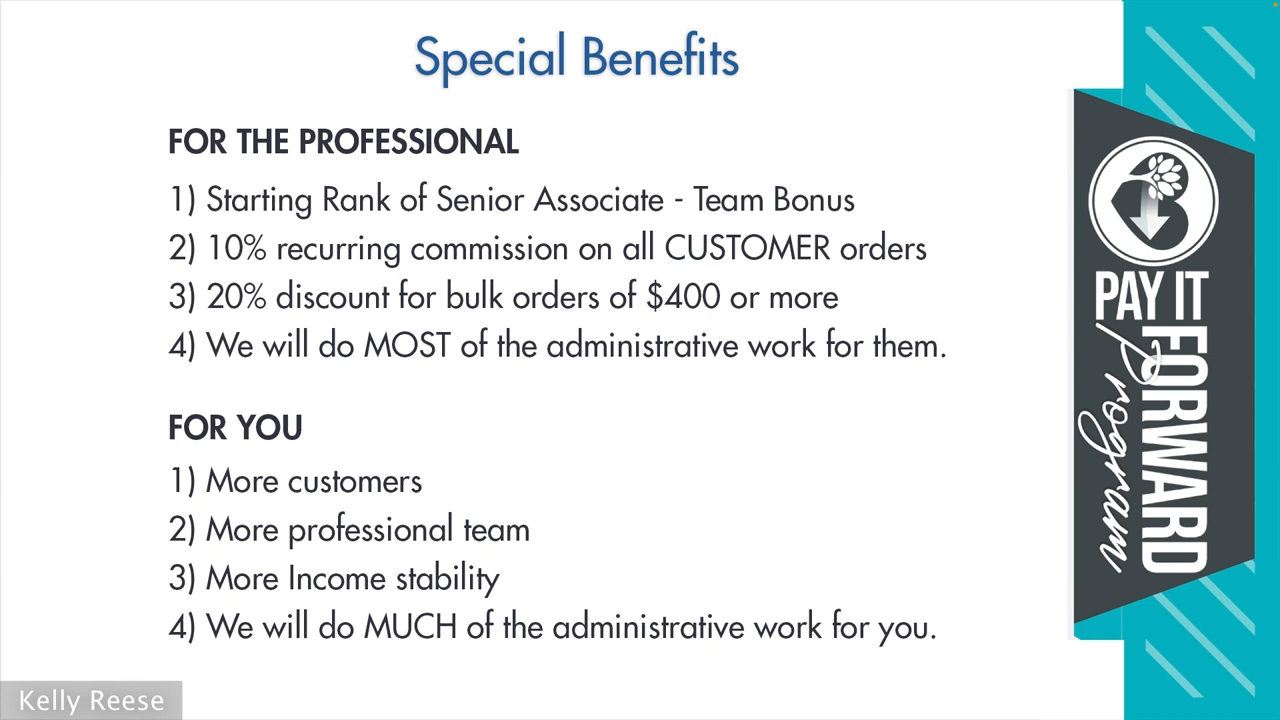 Special Benefits
FOR THE PROFESSIONAL
1) Starting Rank of Senior Associate - Team Bonus
2) 10% recurring commission on all CUSTOMER orders
3) 20% discount for bulk orders of $400 or more
4) We will do MOST of the administrative work for them.
FOR YOU
1) More customers
2) More professional team
3) More Income stability
4) We will do MUCH of the administrative work for you.
PAY IT
FORWARD
Program
Kelly Reese